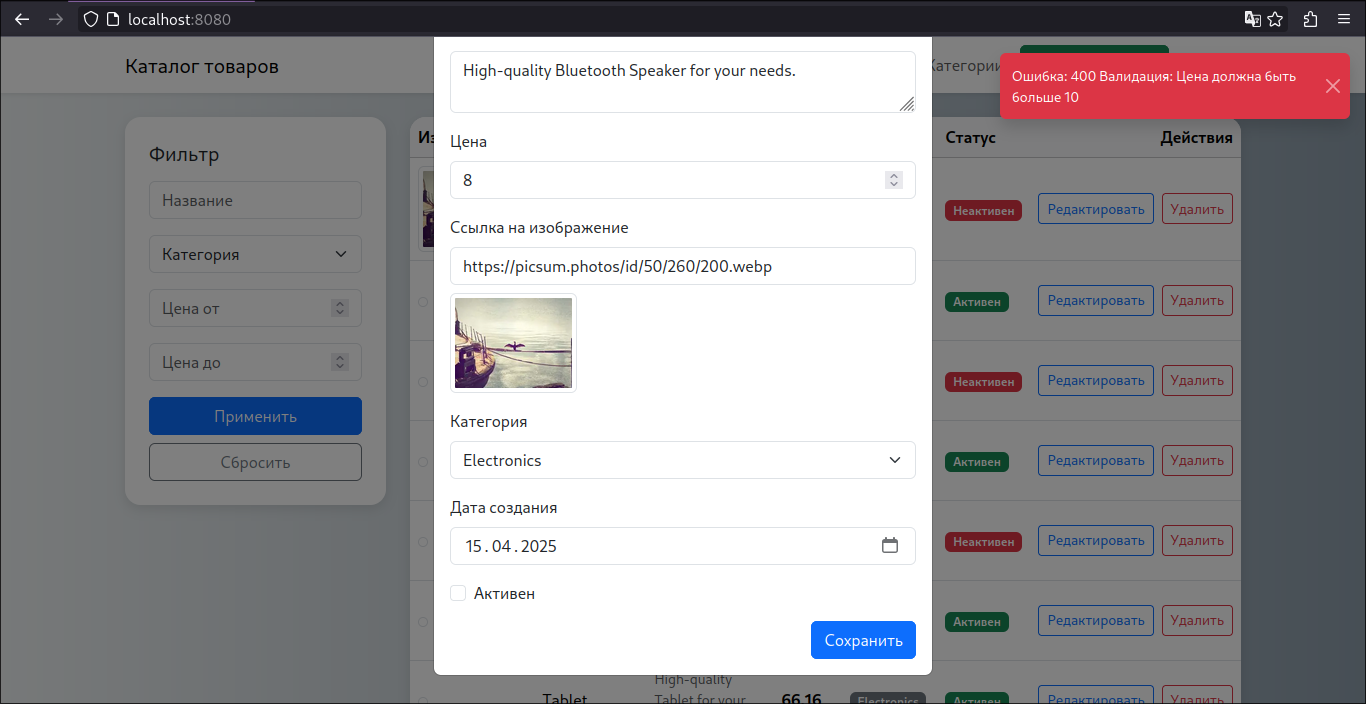 localhost:8080
Каталог товаров
Категории
Ошибка: 400 Валидация: Цена должна быть
больше 10
Фильтр
Название
Категория
Цена от
Цена до
Применить
Сбросить
High-quality Bluetooth Speaker for your needs.
Цена
8
Ссылка на изображение
https://picsum.photos/id/50/260/200.webp
Категория
Electronics
Дата создания
15.04.2025
Активен
Сохранить
Статус Действия
Неактивен Редактировать Удалить
Активен Редактировать Удалить
Неактивен Редактировать Удалить
Активен Редактировать Удалить
Неактивен Редактировать Удалить
Активен Редактировать Удалить
High-quality
Tablet Tablet for your 66.16 Electronics Активен Редактировать Удалить